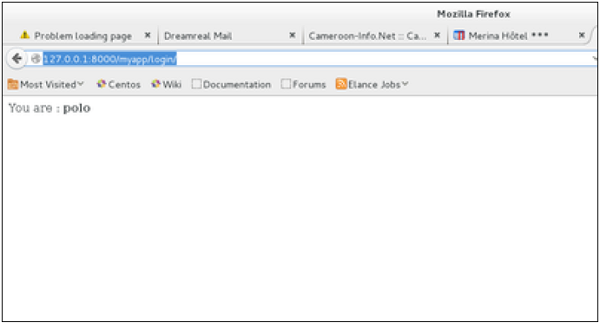 Mozilla Firefox
Problem loading page × Dreamreal Mail × Cameroon-Info.Net :: Ca... × Merina Hôtel *** ×
127.0.0.1:8000/myapp/login/
Most Visited Centos Wiki Documentation Forums Elance Jobs
You are : polo